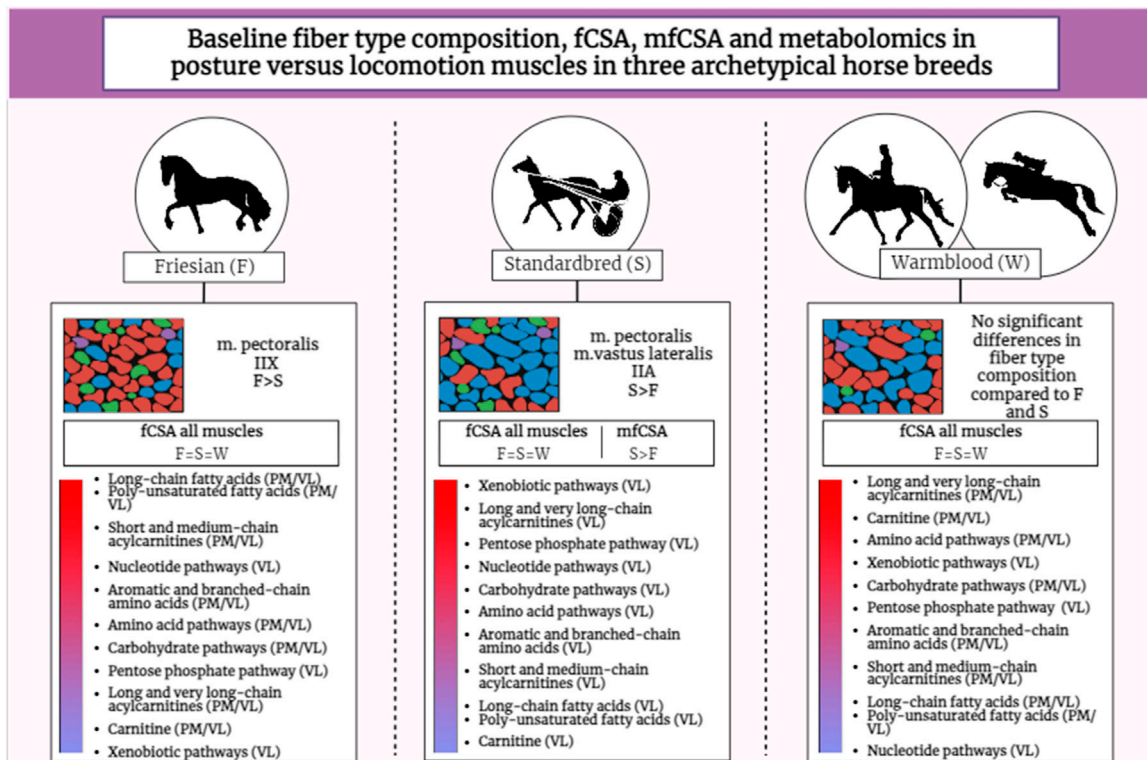 Baseline fiber type composition, fCSA, mfCSA and metabolomics in
posture versus locomotion muscles in three archetypical horse breeds
Friesian (F)
m. pectoralis
IIX
F>S
fCSA all muscles
F=S=W
• Long-chain fatty acids (PM/VL)
• Poly-unsaturated fatty acids (PM/
VL)
• Short and medium-chain
acylcarnitines (PM/VL)
• Nucleotide pathways (VL)
• Aromatic and branched-chain
amino acids (PM/VL)
• Amino acid pathways (PM/VL)
• Carbohydrate pathways (PM/VL)
• Pentose phosphate pathway (VL)
• Long and very long-chain
acylcarnitines (PM/VL)
• Carnitine (PM/VL)
• Xenobiotic pathways (VL)
Standardbred (S)
m. pectoralis
m.vastus lateralis
IIA
S>F
fCSA all muscles | mfCSA
F=S=W | S>F
• Xenobiotic pathways (VL)
• Long and very long-chain
acylcarnitines (VL)
• Pentose phosphate pathway (VL)
• Nucleotide pathways (VL)
• Carbohydrate pathways (VL)
• Amino acid pathways (VL)
• Aromatic and branched-chain
amino acids (VL)
• Short and medium-chain
acylcarnitines (VL)
• Long-chain fatty acids (VL)
• Poly-unsaturated fatty acids (VL)
• Carnitine (VL)
Warmblood (W)
No significant
differences in
fiber type
composition
compared to F
and S
fCSA all muscles
F=S=W
• Long and very long-chain
acylcarnitines (PM/VL)
• Carnitine (PM/VL)
• Amino acid pathways (PM/VL)
• Xenobiotic pathways (VL)
• Carbohydrate pathways (PM/VL)
• Pentose phosphate pathway (VL)
• Aromatic and branched-chain
amino acids (PM/VL)
• Short and medium-chain
acylcarnitines (PM/VL)
• Long-chain fatty acids (PM/VL)
• Poly-unsaturated fatty acids (PM/
VL)
• Nucleotide pathways (VL)